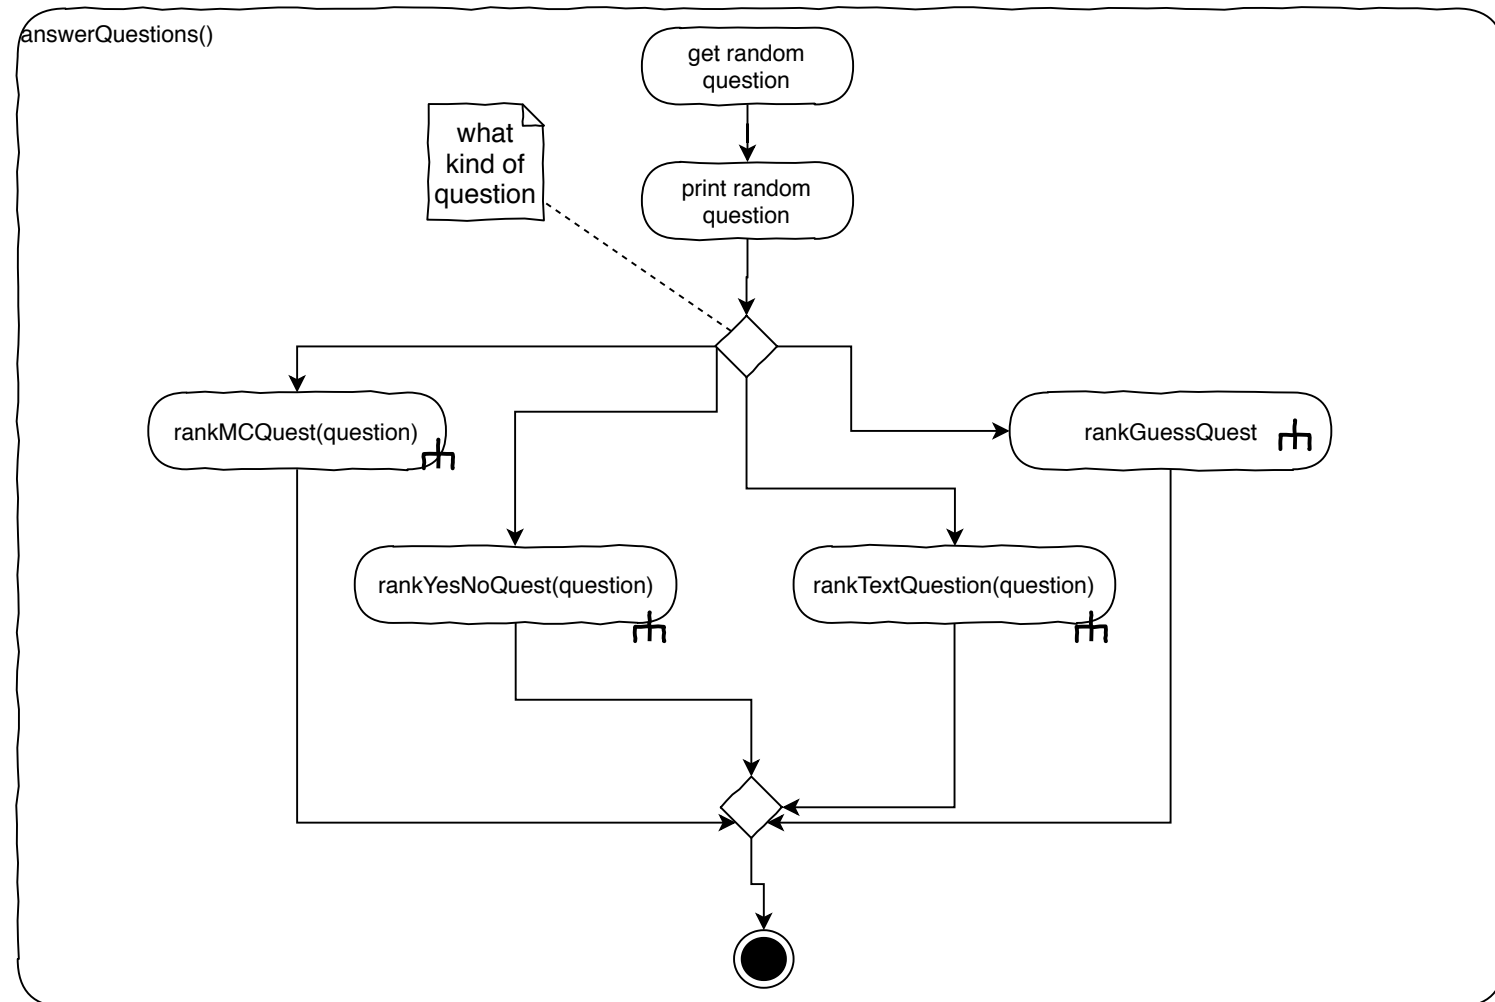 answerQuestions()
get random
question
what
kind of
question
print random
question
rankMCQuest(question)
rankGuessQuest
rankYesNoQuest(question)
rankTextQuestion(question)